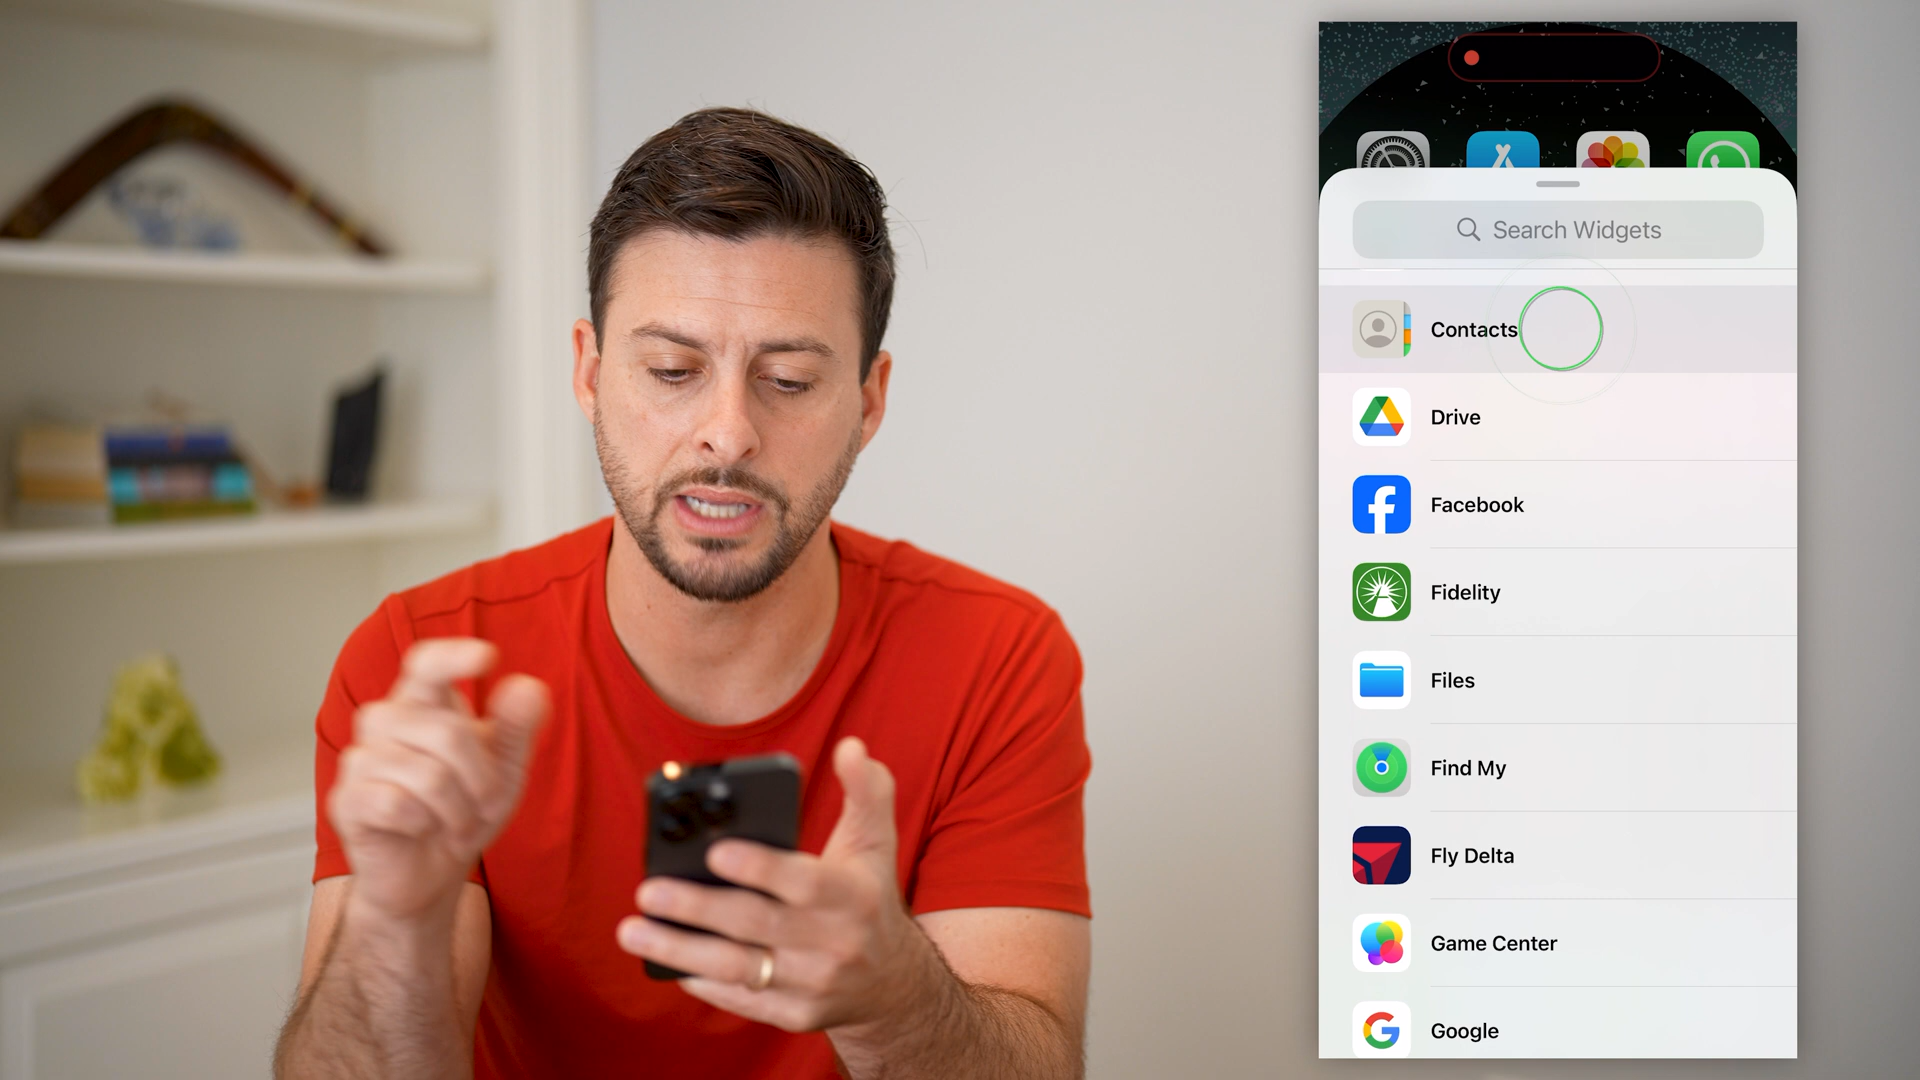 Search Widgets
Contacts
Drive
Facebook
Fidelity
Files
Find My
Fly Delta
Game Center
Google